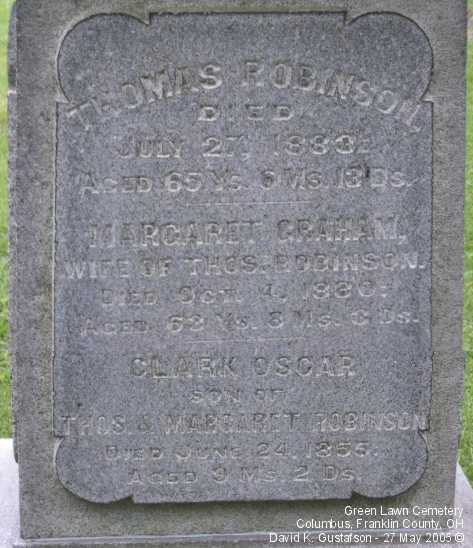 THOMAS ROBINSON,
DIED
JULY 27, 1883:
AGED 65 YS. 6 MS. 13 DS.
MARGARET GRAHAM,
WIFE OF THOS. ROBINSON.
DIED OCT. 4, 1880:
AGED 62 YS. 8 MS. DS.
CLARK OSCAR
SON OF
THOS. & MARGARET ROBINSON
DIED JUNE 24, 1855.
AGED 9 MS. 2 DS.
Green Lawn Cemetery
Columbus, Franklin County, OH
David K. Gustafson - 27 May 2005 ©